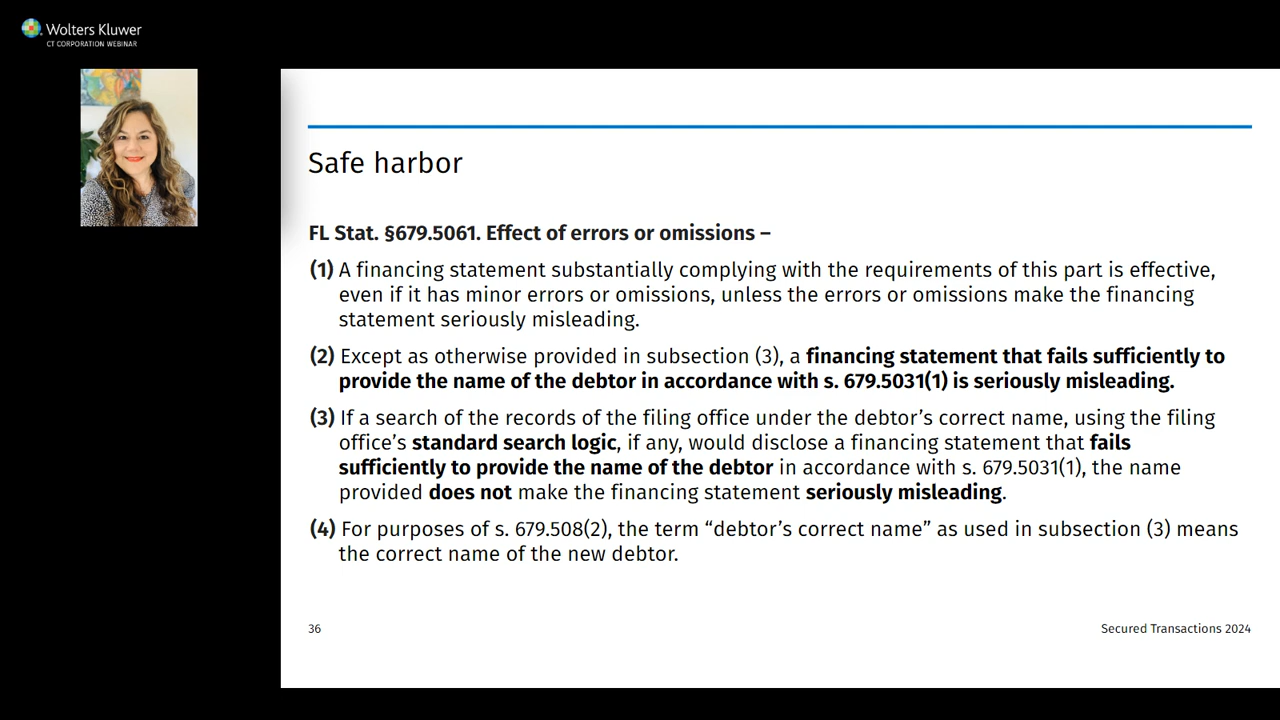 Wolters Kluwer
CT CORPORATION WEBINAR
Safe harbor
FL Stat. §679.5061. Effect of errors or omissions –
(1) A financing statement substantially complying with the requirements of this part is effective,
even if it has minor errors or omissions, unless the errors or omissions make the financing
statement seriously misleading.
(2) Except as otherwise provided in subsection (3), a financing statement that fails sufficiently to
provide the name of the debtor in accordance with s. 679.5031(1) is seriously misleading.
(3) If a search of the records of the filing office under the debtor’s correct name, using the filing
office’s standard search logic, if any, would disclose a financing statement that fails
sufficiently to provide the name of the debtor in accordance with s. 679.5031(1), the name
provided does not make the financing statement seriously misleading.
(4) For purposes of s. 679.508(2), the term “debtor’s correct name” as used in subsection (3) means
the correct name of the new debtor.
36
Secured Transactions 2024